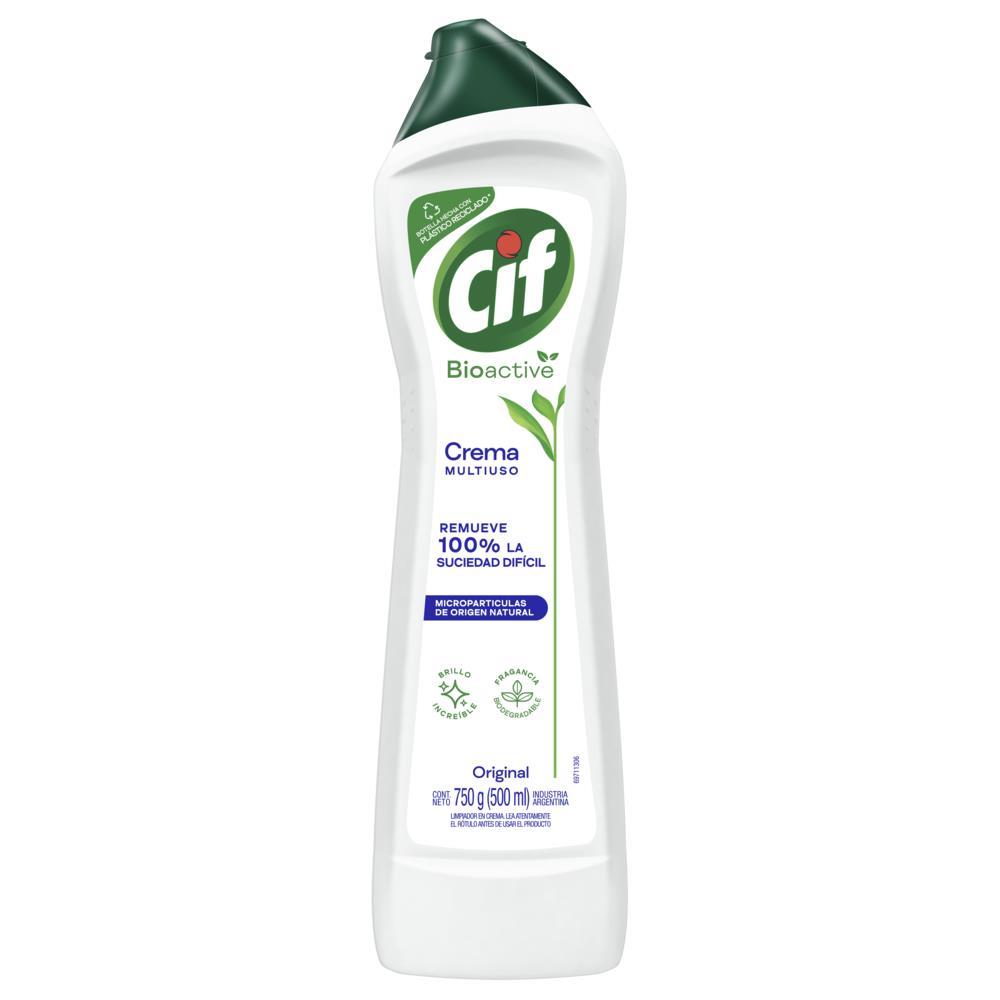 BOTELLA HECHA CON
PLÁSTICO RECICLADO*
Cif
Bioactive
Crema
MULTIUSO
REMUEVE
100% LA
SUCIEDAD DIFÍCIL
MICROPARTICULAS
DE ORIGEN NATURAL
BRILLO
INCREÍBLE
FRAGANCIA
BIODEGRADABLE
69711306
Original
CONT. NETO 750 g (500 ml) INDUSTRIA ARGENTINA
LIMPIADOR EN CREMA. LEA ATENTAMENTE
EL RÓTULO ANTES DE USAR EL PRODUCTO